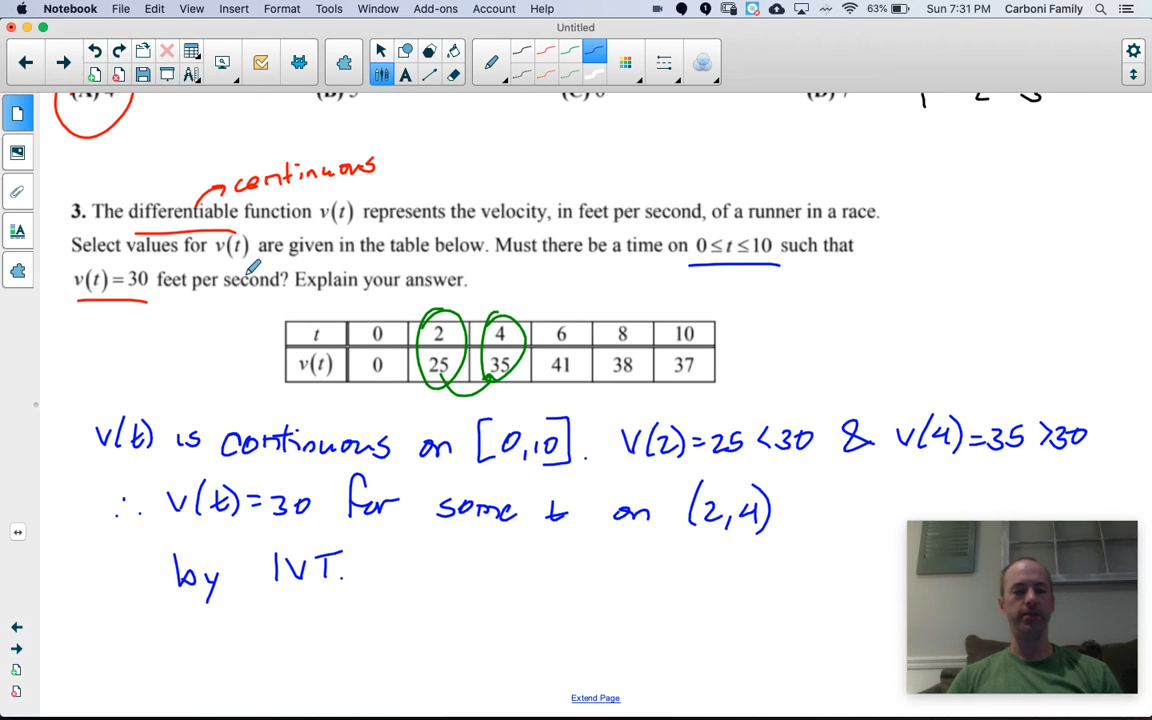 Notebook File Edit View Insert Format Tools Window Add-ons Account Help 63% Sun 7:31 PM Carboni Family
Untitled
continuous
3. The differentiable function v(t) represents the velocity, in feet per second, of a runner in a race.
Select values for v(t) are given in the table below. Must there be a time on 0 ≤ t ≤ 10 such that
v(t) = 30 feet per second? Explain your answer.
t 0 2 4 6 8 10
v(t) 0 25 35 41 38 37
v(t) is continuous on [0,10]. v(2)=25 <30 & v(4)=35 >30
∴ v(t)=30 for some t on (2,4)
by IVT.
Extend Page